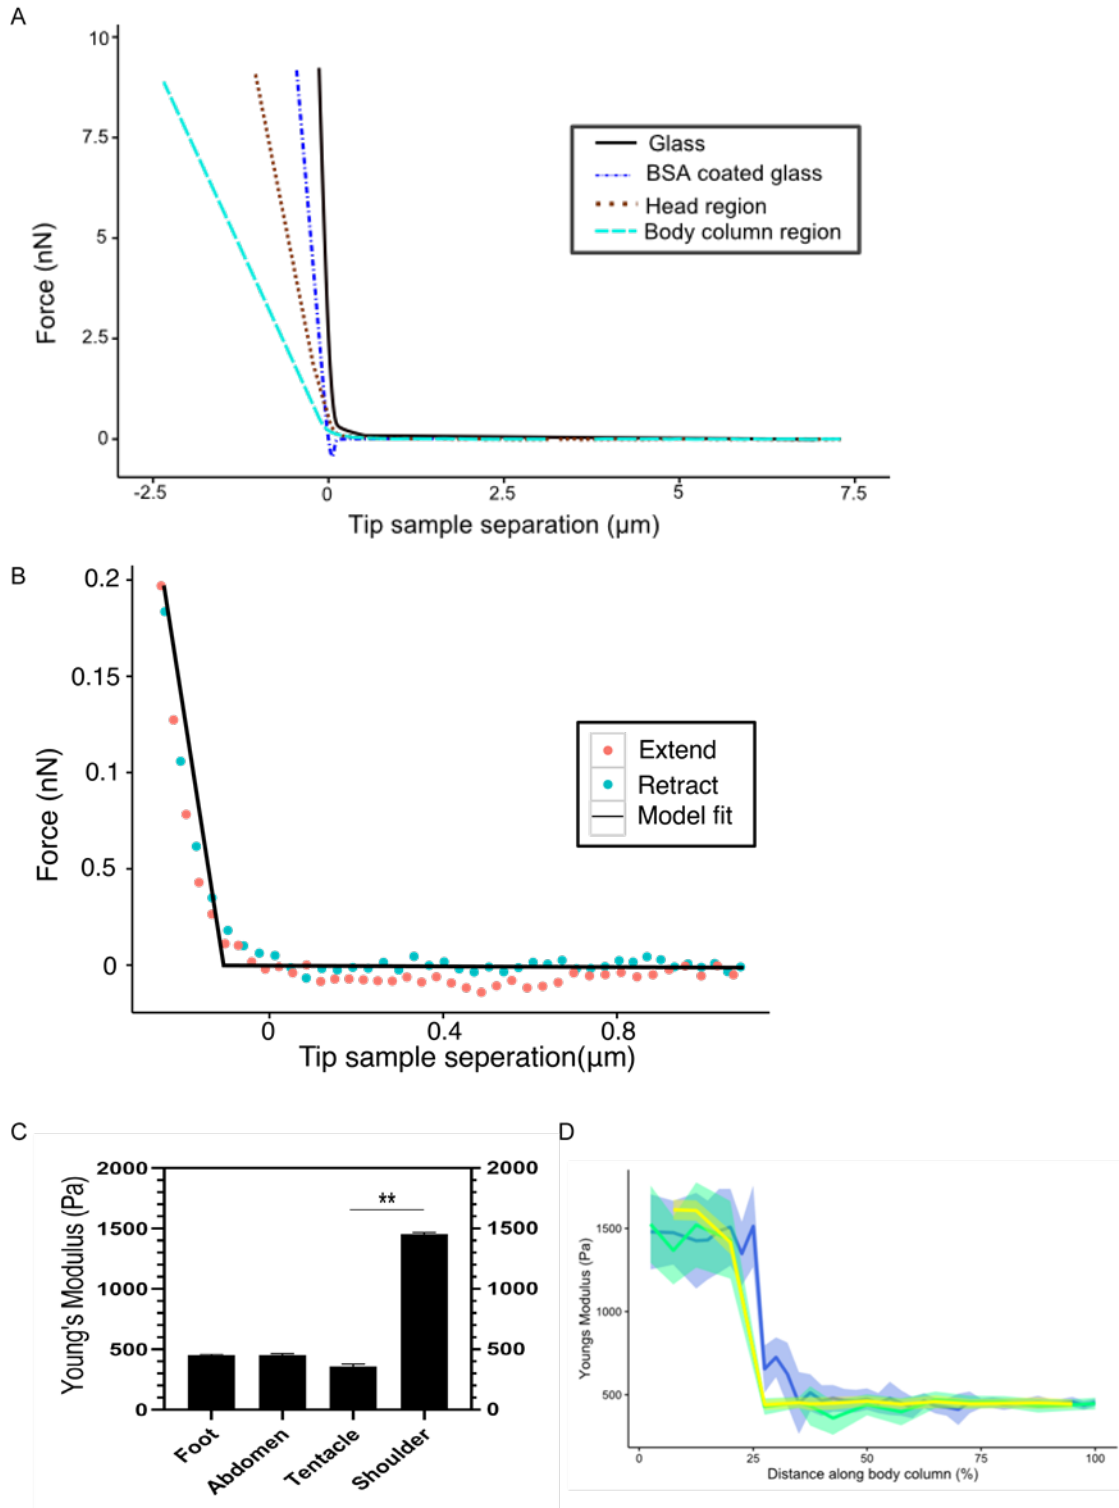 A
10
7.5
5
2.5
0
Force (nN)
-2.5
0
2.5
5
7.5
Tip sample separation (µm)
Glass
BSA coated glass
Head region
Body column region
B
0.2
0.15
0.1
0.5
0
Force (nN)
0
0.4
0.8
Tip sample seperation(µm)
Extend
Retract
Model fit
C
2000
1500
1000
500
0
Young's Modulus (Pa)
**
2000
1500
1000
500
0
Foot
Abdomen
Tentacle
Shoulder
D
1500
1000
500
Youngs Modulus (Pa)
0
25
50
75
100
Distance along body column (%)